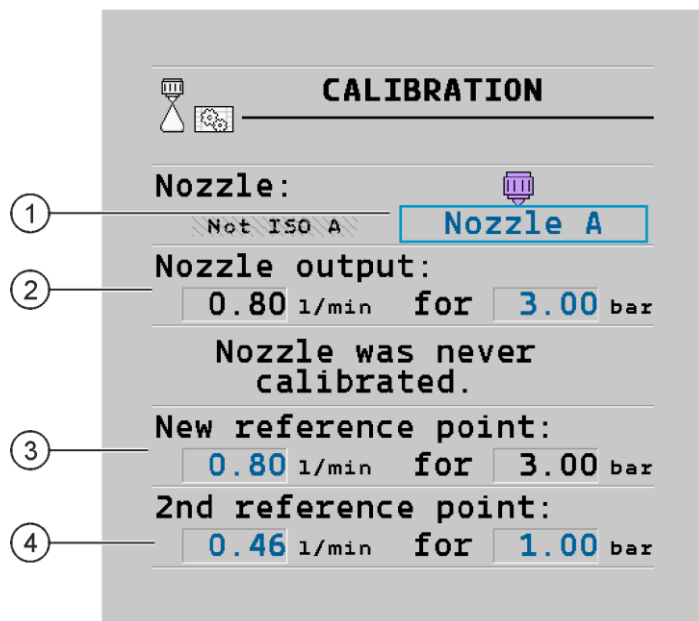 CALIBRATION
Nozzle:
1
Not ISO A Nozzle A
Nozzle output:
2
0.80 l/min for 3.00 bar
Nozzle was never
calibrated.
New reference point:
3
0.80 l/min for 3.00 bar
2nd reference point:
4
0.46 l/min for 1.00 bar